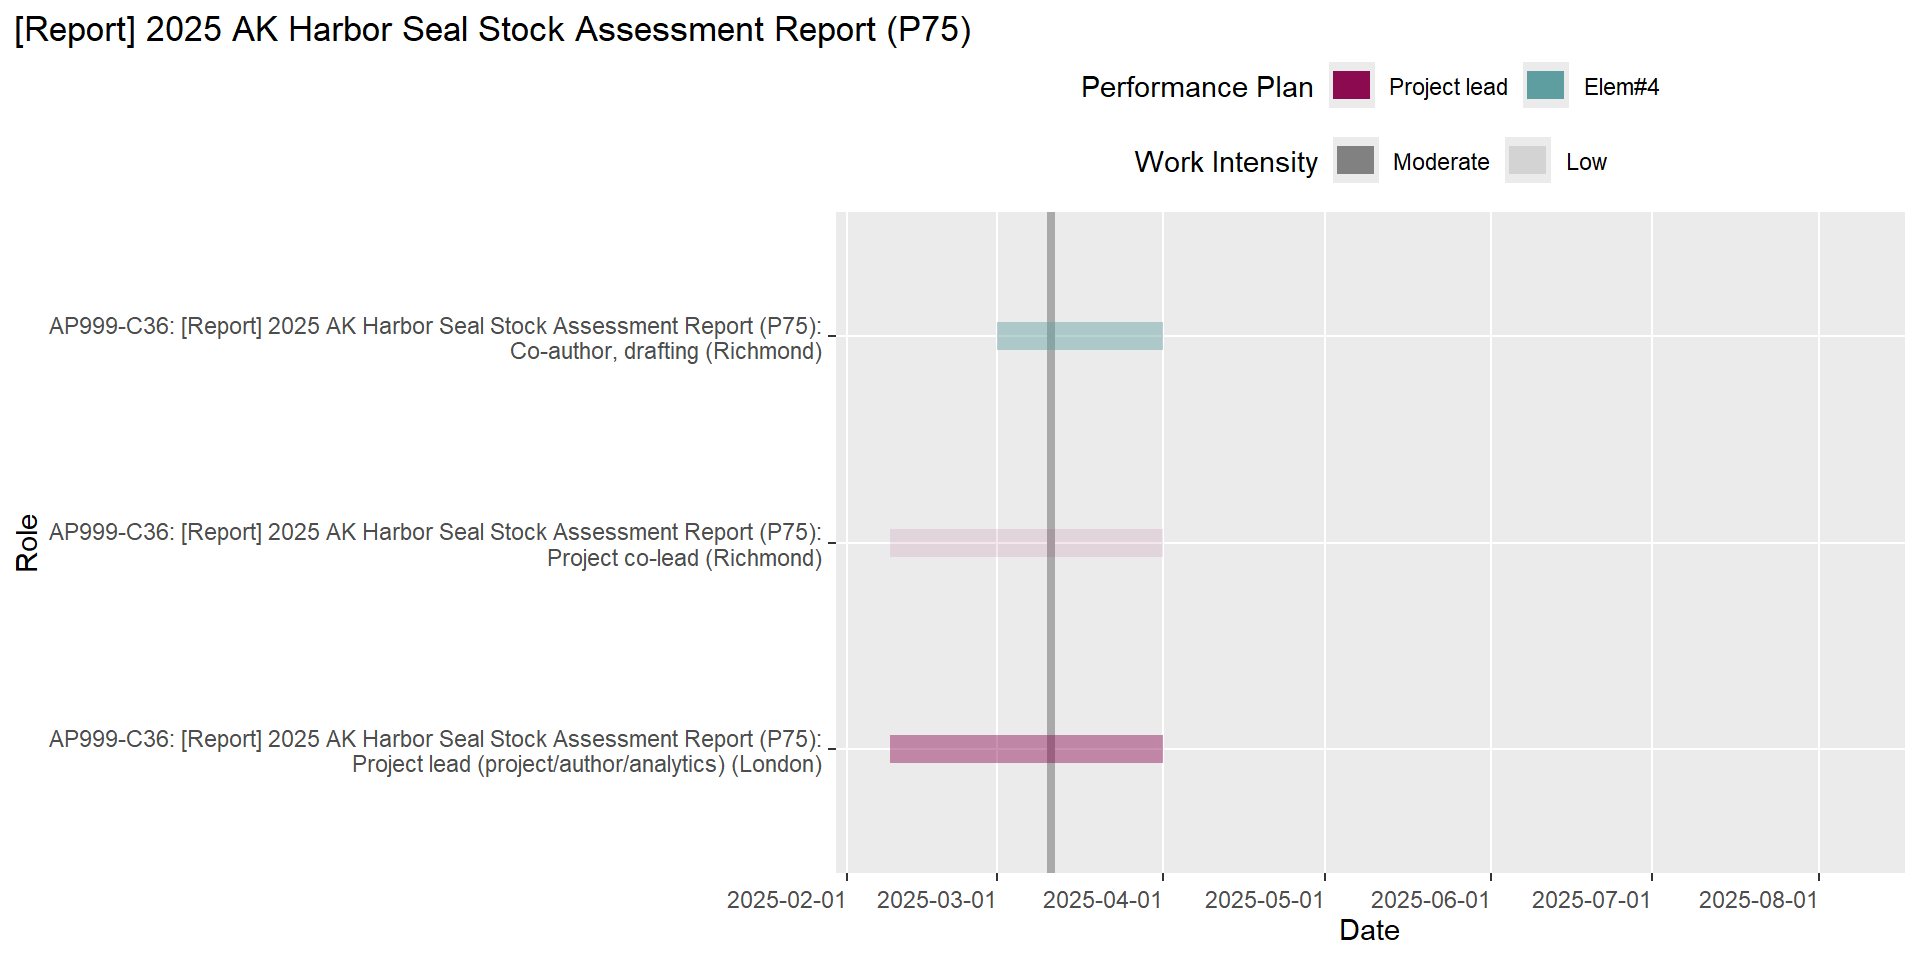 [Report] 2025 AK Harbor Seal Stock Assessment Report (P75)
Performance Plan Project lead Elem#4
Work Intensity Moderate Low
AP999-C36: [Report] 2025 AK Harbor Seal Stock Assessment Report (P75):
Co-author, drafting (Richmond)
Role
AP999-C36: [Report] 2025 AK Harbor Seal Stock Assessment Report (P75):
Project co-lead (Richmond)
AP999-C36: [Report] 2025 AK Harbor Seal Stock Assessment Report (P75):
Project lead (project/author/analytics) (London)
2025-02-01 2025-03-01 2025-04-01 2025-05-01 2025-06-01 2025-07-01 2025-08-01
Date